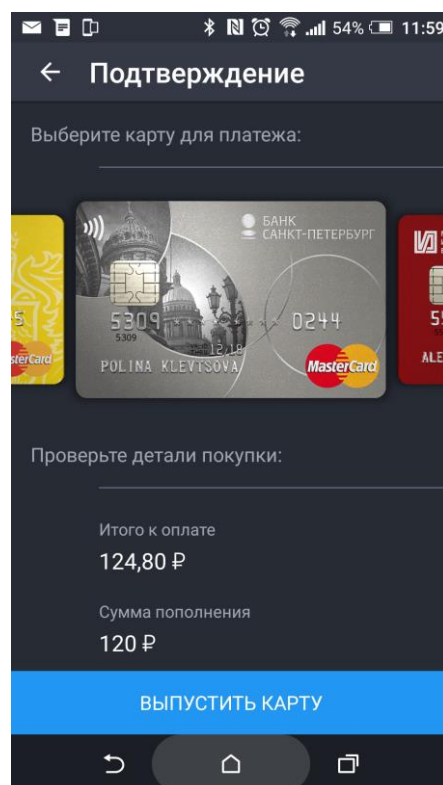 54% 11:59
Подтверждение
Выберите карту для платежа:
БАНК
САНКТ-ПЕТЕРБУРГ
5309 0244
5309
12/18
POLINA KLEVTSOVA
MasterCard
ALE
Проверьте детали покупки:
Итого к оплате
124,80 ₽
Сумма пополнения
120 ₽
ВЫПУСТИТЬ КАРТУ